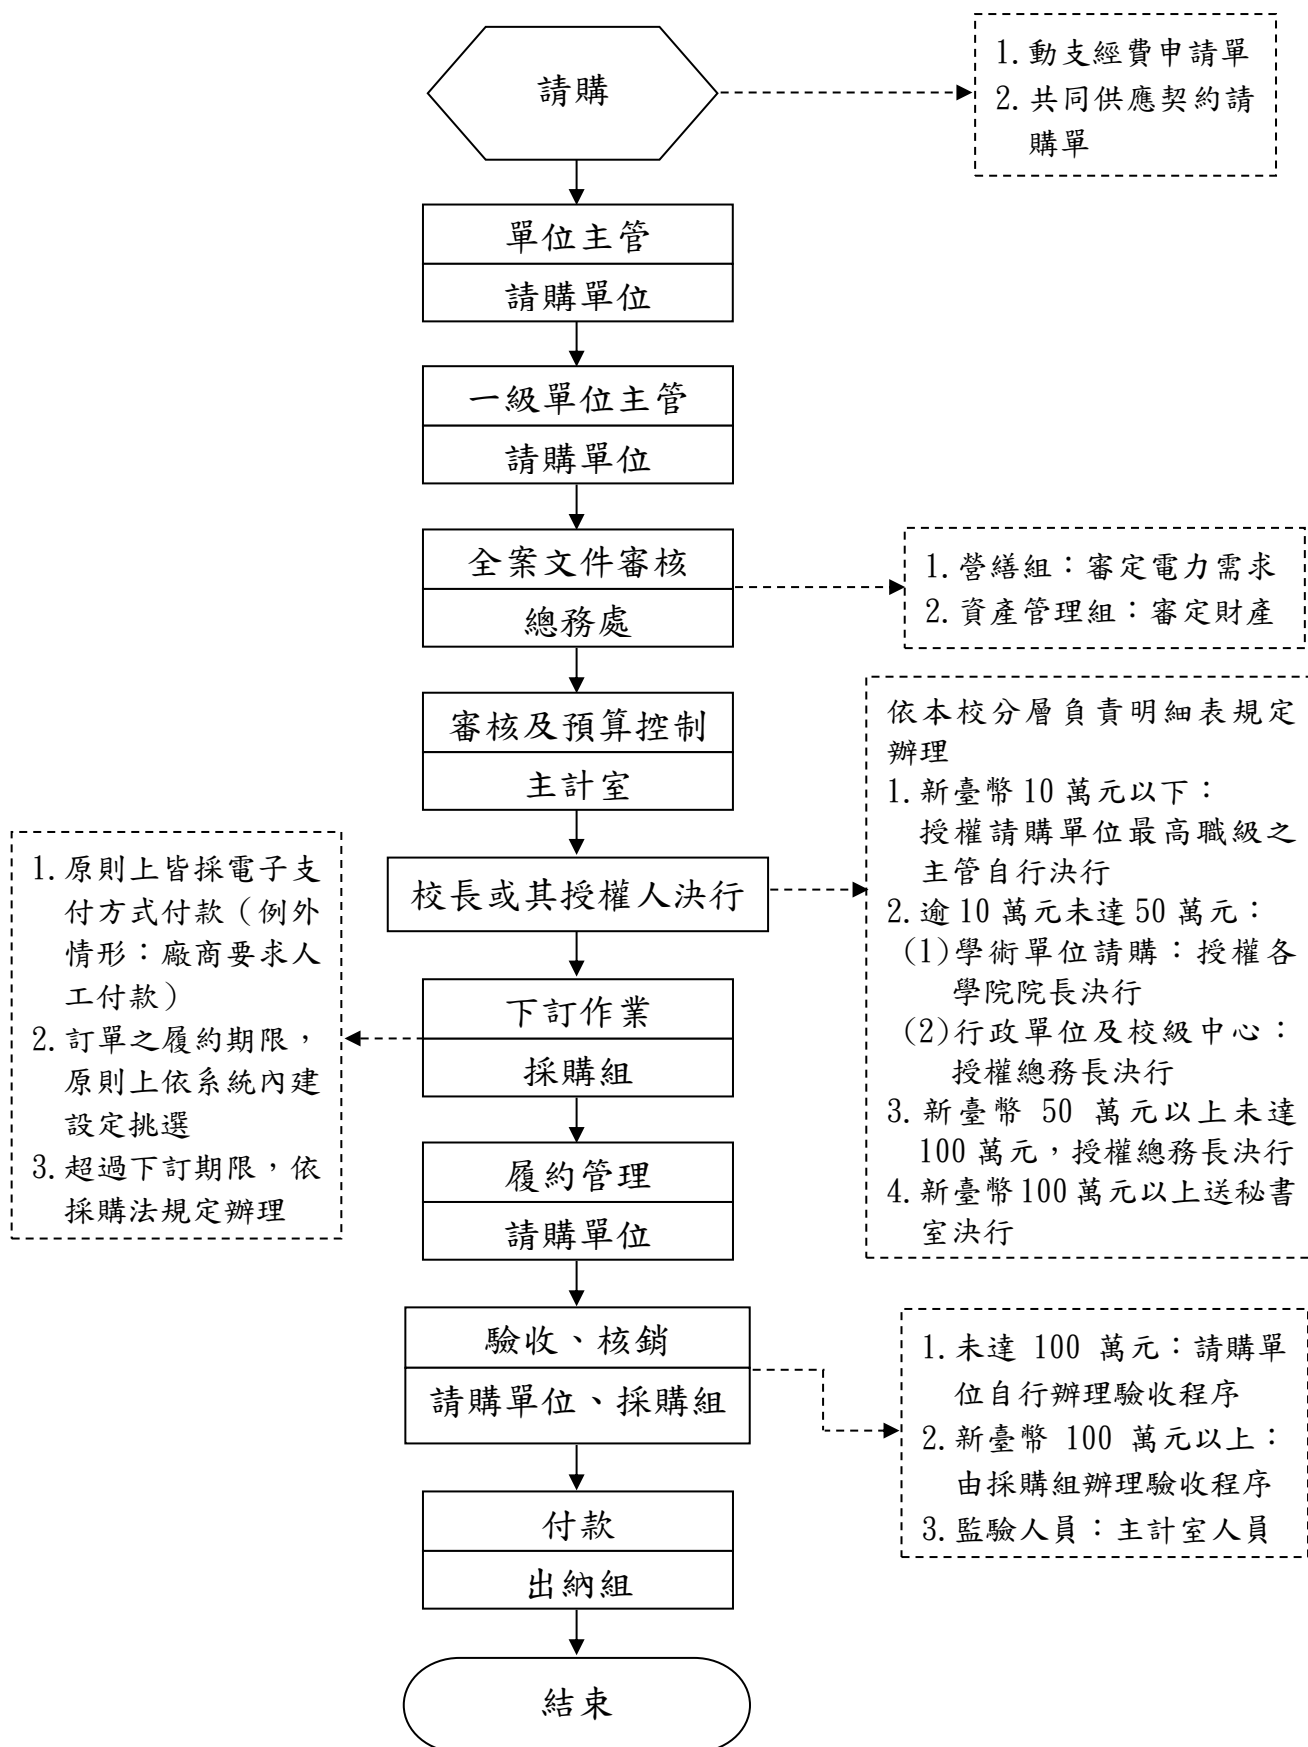 請購
1.動支經費申請單
2.共同供應契約請
購單
單位主管
請購單位
一級單位主管
請購單位
全案文件審核
總務處
1.營繕組：審定電力需求
2.資產管理組：審定財產
審核及預算控制
主計室
校長或其授權人決行
依本校分層負責明細表規定
辦理
1.新臺幣10萬元以下：
授權請購單位最高職級之
主管自行決行
2.逾10萬元未達50萬元：
(1)學術單位請購：授權各
學院院長決行
(2)行政單位及校級中心：
授權總務長決行
3.新臺幣 50 萬元以上未達
100萬元，授權總務長決行
4.新臺幣100萬元以上送秘書
室決行
下訂作業
採購組
1.原則上皆採電子支
付方式付款（例外
情形：廠商要求人
工付款）
2.訂單之履約期限，
原則上依系統內建
設定挑選
3.超過下訂期限，依
採購法規定辦理
履約管理
請購單位
驗收、核銷
請購單位、採購組
1.未達 100 萬元：請購單
位自行辦理驗收程序
2.新臺幣 100 萬元以上：
由採購組辦理驗收程序
3.監驗人員：主計室人員
付款
出納組
結束